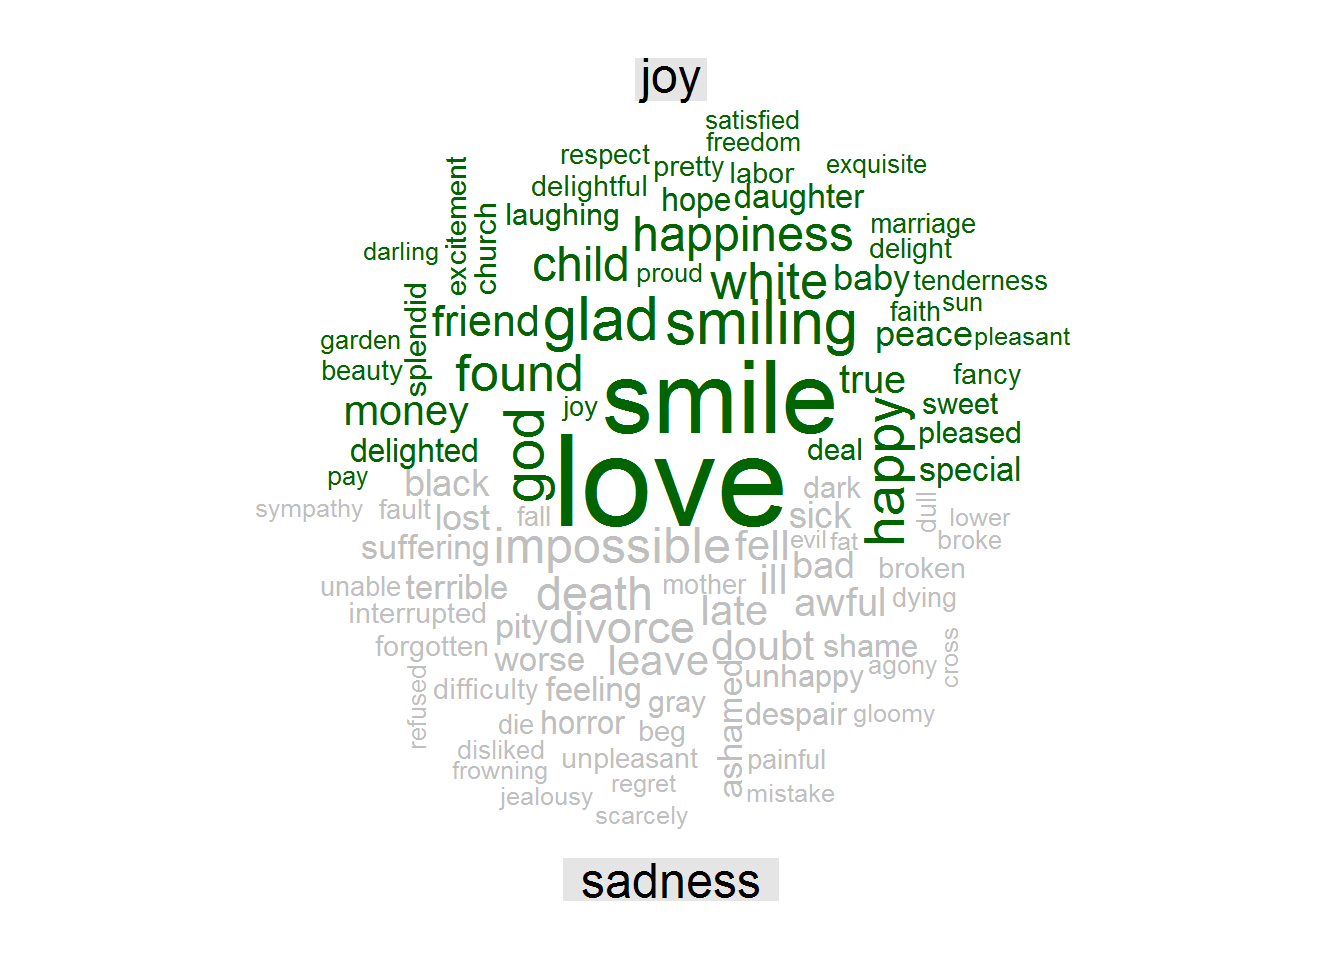 joy
satisfied
freedom
respect
pretty
labor
exquisite
delightful
hope
daughter
excitement
church
laughing
happiness
marriage
darling
child
proud
white
baby
delight
tenderness
splendid
friend
glad
smiling
faith
sun
garden
peace
pleasant
beauty
found
smile
true
fancy
money
joy
god
happy
sweet
delighted
love
deal
pleased
pay
special
black
dark
sympathy
fault
lost
fall
sick
dull
lower
suffering
impossible
fell
evil
fat
broke
unable
terrible
death
mother
ill
bad
broken
interrupted
late
awful
dying
pity
divorce
forgotten
worse
leave
doubt
shame
cross
refused
difficulty
feeling
gray
ashamed
unhappy
agony
die
horror
beg
despair
gloomy
disliked
unpleasant
painful
frowning
regret
jealousy
mistake
scarcely
sadness